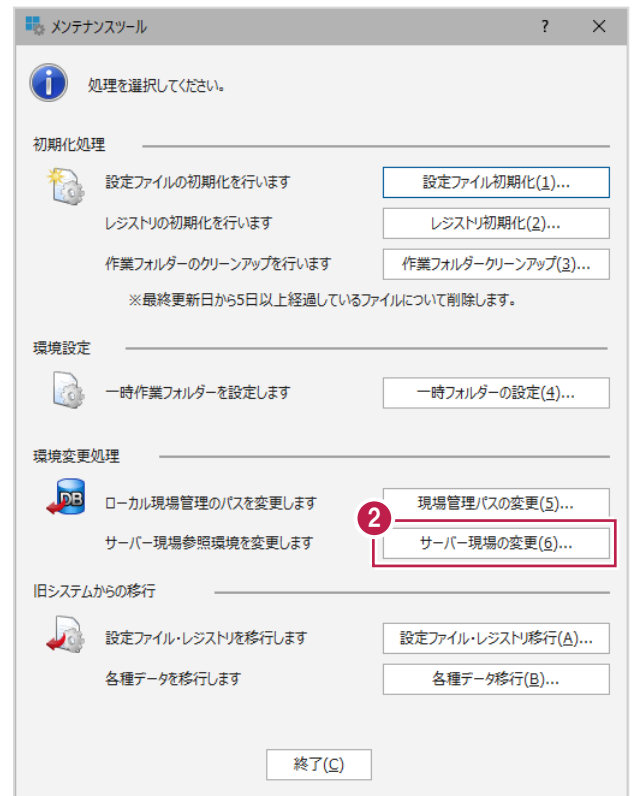 メンテナンスツール ? ×
処理を選択してください。
初期化処理
設定ファイルの初期化を行います 設定ファイル初期化(1)...
レジストリの初期化を行います レジストリ初期化(2)...
作業フォルダーのクリーンアップを行います 作業フォルダークリーンアップ(3)...
※最終更新日から5日以上経過しているファイルについて削除します。
環境設定
一時作業フォルダーを設定します 一時フォルダーの設定(4)...
環境変更処理
DB
ローカル現場管理のパスを変更します 現場管理パスの変更(5)...
2
サーバー現場参照環境を変更します サーバー現場の変更(6)...
旧システムからの移行
設定ファイル・レジストリを移行します 設定ファイル・レジストリ移行(A)...
各種データを移行します 各種データ移行(B)...
終了(C)